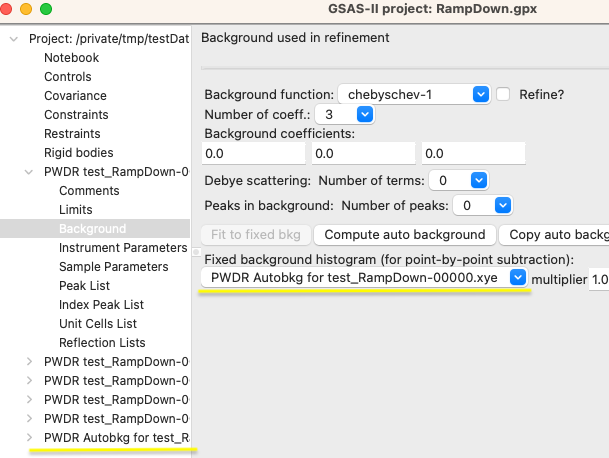 GSAS-II project: RampDown.gpx
Project: /private/tmp/testDat
Notebook
Controls
Covariance
Constraints
Restraints
Rigid bodies
PWDR test_RampDown-0
Comments
Limits
Background
Instrument Parameters
Sample Parameters
Peak List
Index Peak List
Unit Cells List
Reflection Lists
PWDR test_RampDown-0
PWDR test_RampDown-0
PWDR test_RampDown-0
PWDR test_RampDown-0
PWDR Autobkg for test_R
Background used in refinement
Background function: chebyschev-1 Refine?
Number of coeff.: 3
Background coefficients:
0.0 0.0 0.0
Debye scattering: Number of terms: 0
Peaks in background: Number of peaks: 0
Fit to fixed bkg Compute auto background Copy auto backg
Fixed background histogram (for point-by-point subtraction):
PWDR Autobkg for test_RampDown-00000.xye multiplier 1.0